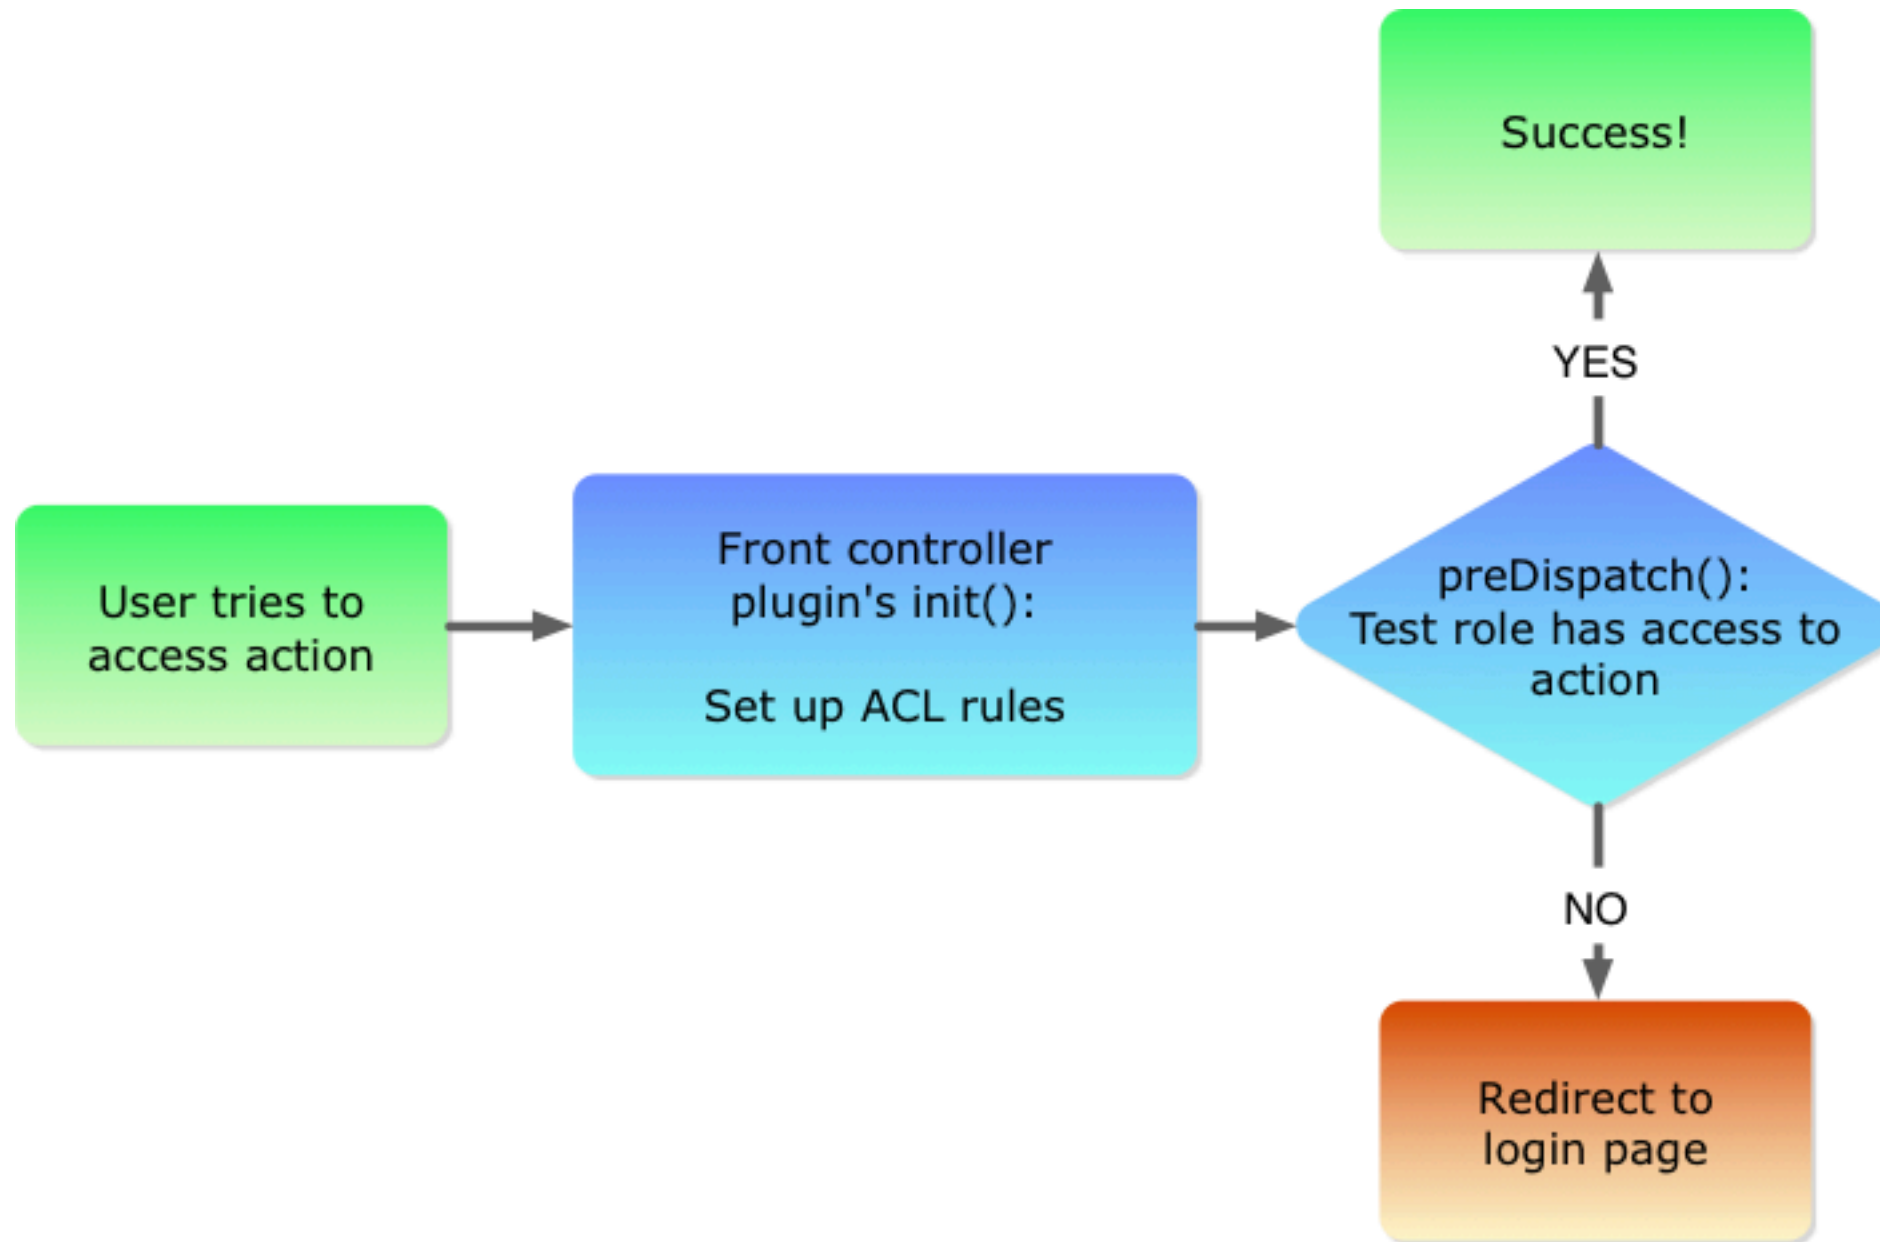 User tries to
access action
Front controller
plugin's init():
Set up ACL rules
preDispatch():
Test role has access to
action
YES
Success!
NO
Redirect to
login page